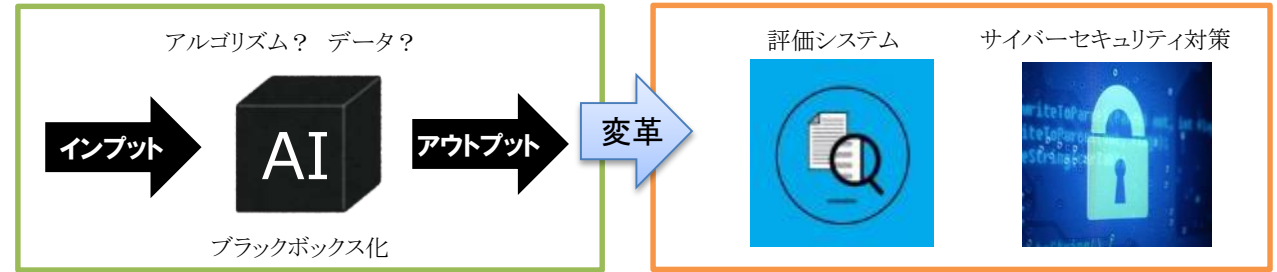 アルゴリズム? データ?
インプット
AI
アウトプット
ブラックボックス化
変革
評価システム
サイバーセキュリティ対策